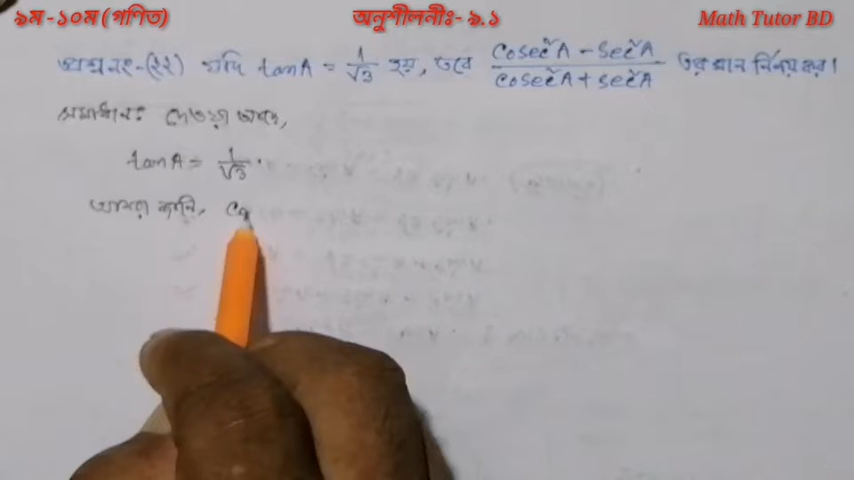 ৯ম-১০ম (গণিত) অনুশীলনীঃ- ৯.১ Math Tutor BD
প্রশ্ন নং-(২২) যদি tanA = 1/√3 হয়, তবে (Cosec²A - Sec²A)/(Cosec²A + Sec²A) এর মান নির্ণয় কর।
সমাধান: দেওয়া আছে,
tanA = 1/√3
আমরা জানি, Co